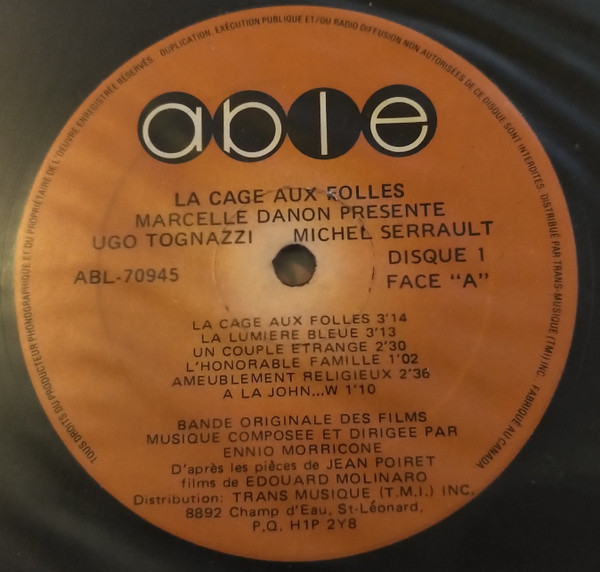 TOUS DROITS DU PRODUCTEUR PHONOGRAPHIQUE ET DU PROPRIÉTAIRE DE L'OEUVRE ENREGISTRÉE RÉSERVÉS. DUPLICATION, EXÉCUTION PUBLIQUE ET/OU RADIO DIFFUSION NON AUTORISÉES DE CE DISQUE SONT INTERDITES. DISTRIBUÉ PAR TRANS-MUSIQUE (TMI) INC. FABRIQUÉ AU CANADA
able
LA CAGE AUX FOLLES
MARCELLE DANON PRESENTE
UGO TOGNAZZI MICHEL SERRAULT
ABL-70945
DISQUE 1
FACE "A"
LA CAGE AUX FOLLES 3'14
LA LUMIERE BLEUE 3'13
UN COUPLE ETRANGE 2'30
L'HONORABLE FAMILLE 1'02
AMEUBLEMENT RELIGIEUX 2'36
A LA JOHN...W 1'10
BANDE ORIGINALE DES FILMS
MUSIQUE COMPOSEE ET DIRIGEE PAR
ENNIO MORRICONE
D'après les pièces de JEAN POIRET
films de EDOUARD MOLINARO
Distribution: TRANS MUSIQUE (T.M.I.) INC.
8892 Champ d'Eau, St-Léonard,
P.Q. H1P 2Y8